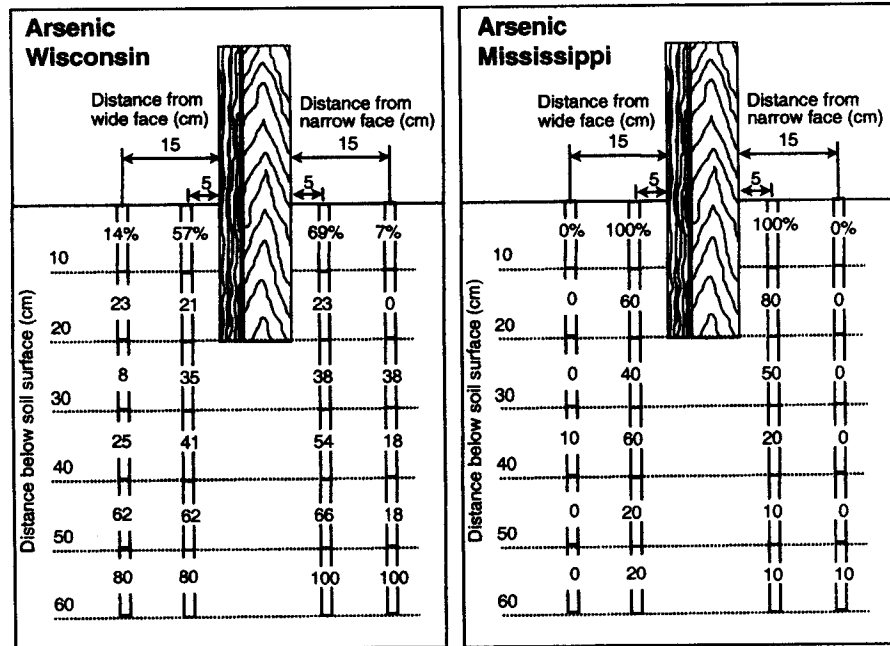 Arsenic
Wisconsin
Distance from
wide face (cm)
Distance from
narrow face (cm)
15
15
5
5
Distance below soil surface (cm)
14% 57% 69% 7%
10
23 21 23 0
20
8 35 38 38
30
25 41 54 18
40
62 62 66 18
50
80 80 100 100
60
Arsenic
Mississippi
Distance from
wide face (cm)
Distance from
narrow face (cm)
15
15
5
5
Distance below soil surface (cm)
0% 100% 100% 0%
10
0 60 80 0
20
0 40 50 0
30
10 60 20 0
40
0 20 10 0
50
0 20 10 10
60